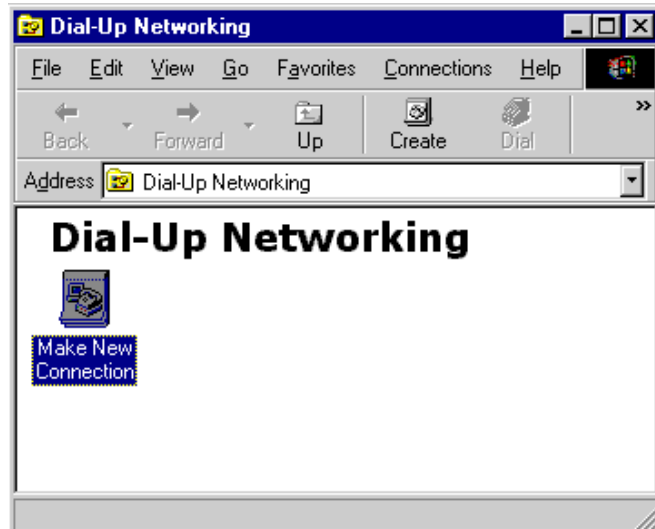 Dial-Up Networking
File Edit View Go Favorites Connections Help
Back Forward Up Create Dial »
Address Dial-Up Networking
Dial-Up Networking
Make New
Connection